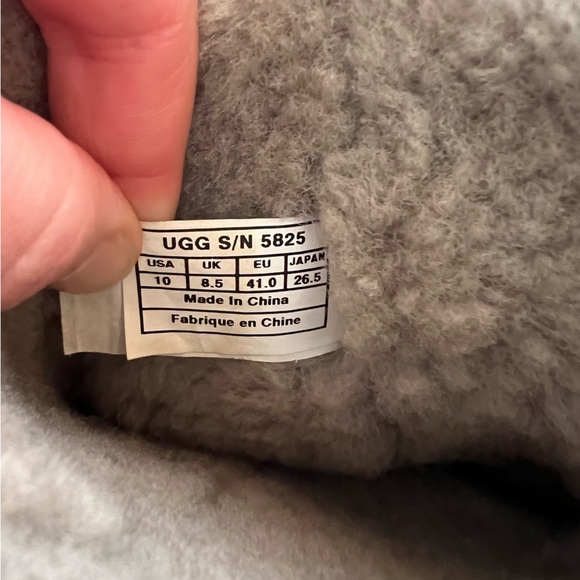 UGG S/N 5825
USA UK EU JAPAN
10 8.5 41.0 26.5
Made In China
Fabrique en Chine